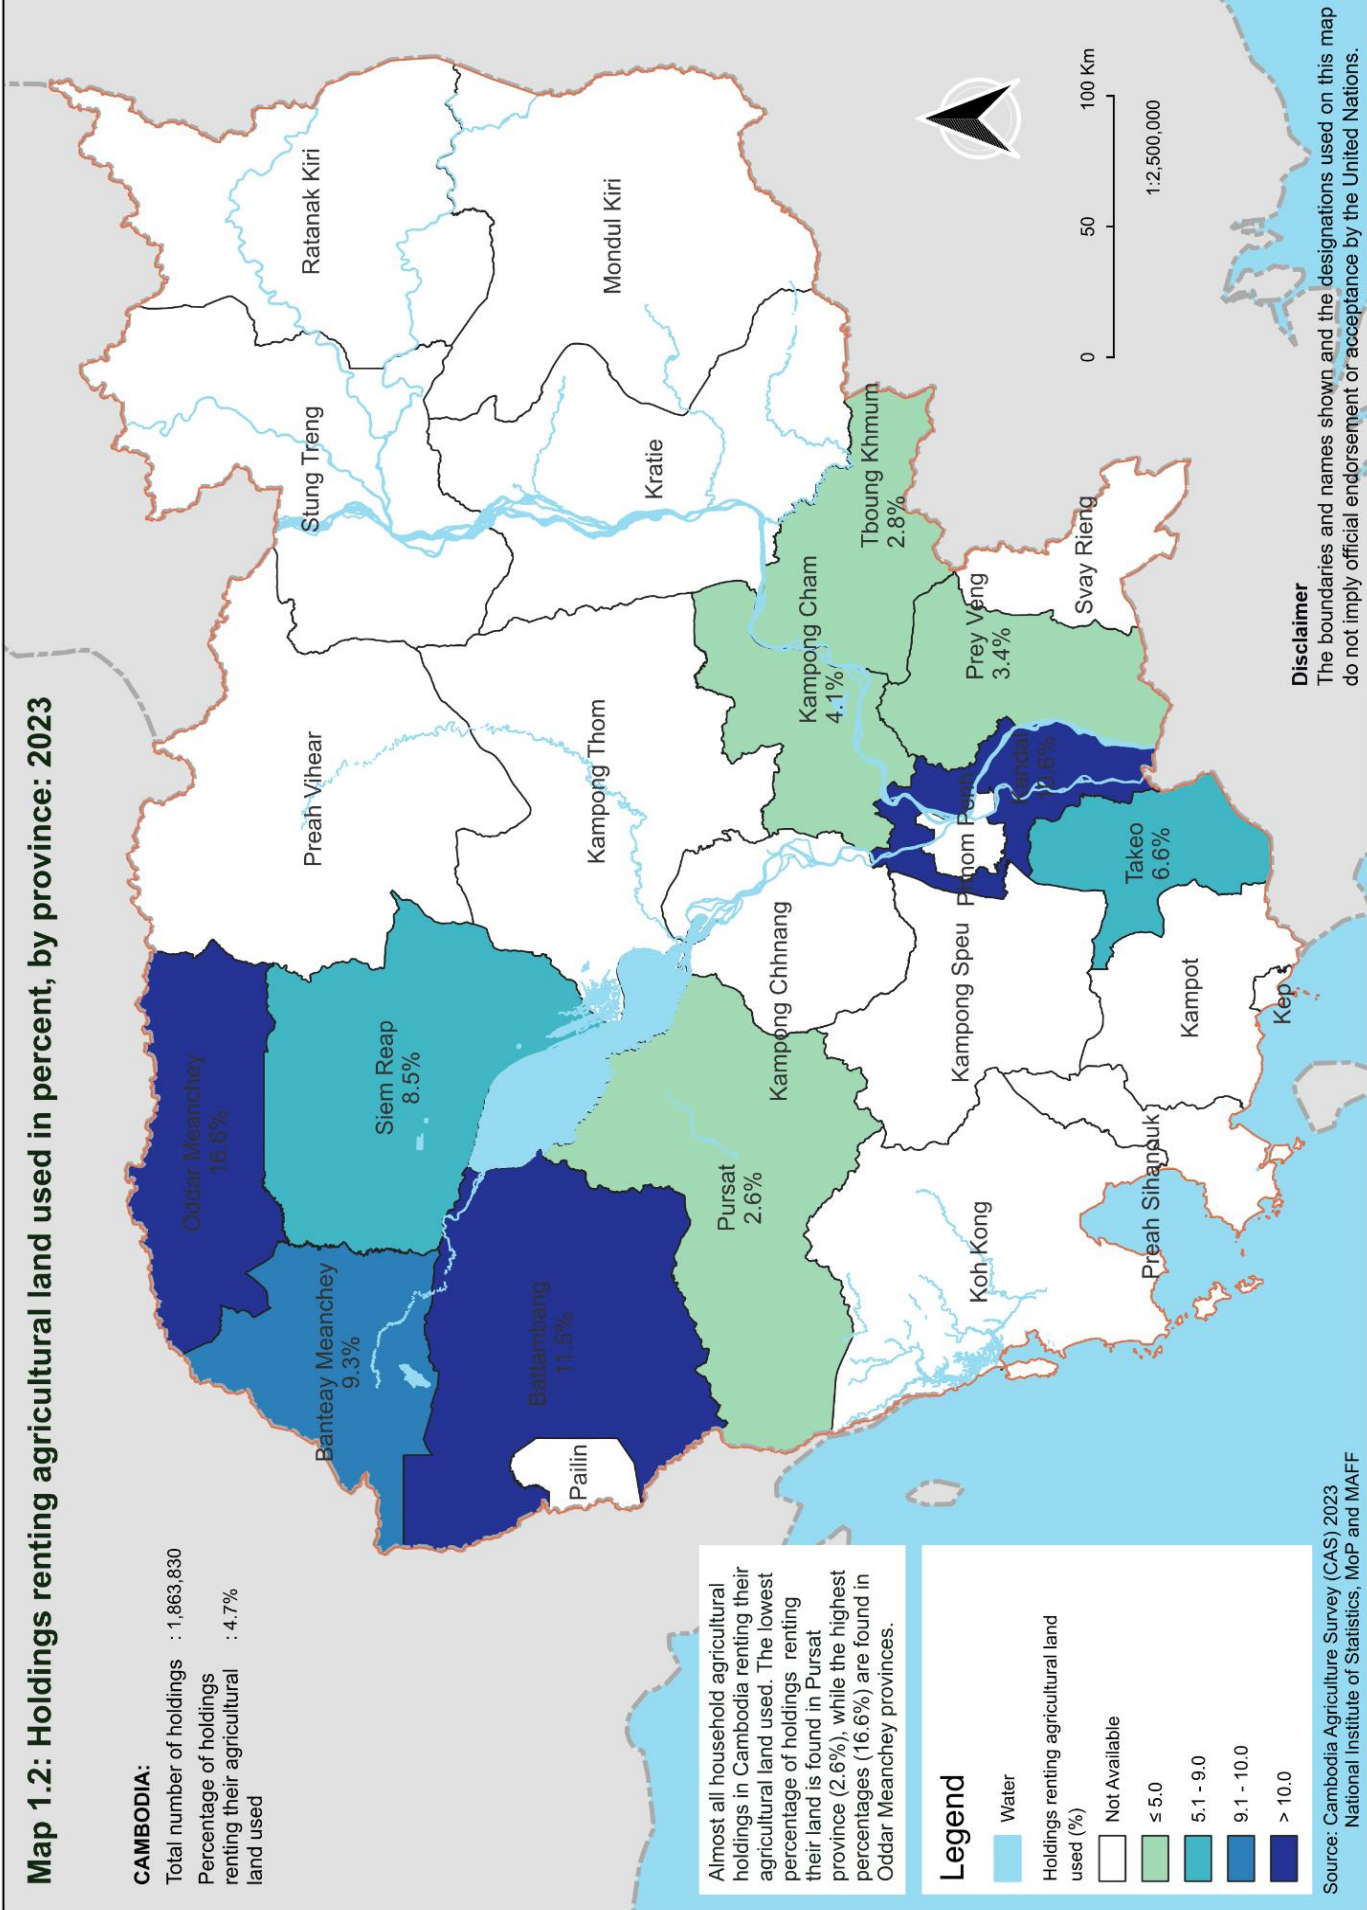 Map 1.2: Holdings renting agricultural land used in percent, by province: 2023
CAMBODIA:
Total number of holdings : 1,863,830
Percentage of holdings
renting their agricultural : 4.7%
land used
Oddar Meanchey
16.6%
Banteay Meanchey
9.3%
Siem Reap
8.5%
Preah Vihear
Stung Treng
Ratanak Kiri
Battambang
11.5%
Pailin
Kampong Thom
Kratie
Mondul Kiri
Pursat
2.6%
Kampong Chhnang
Kampong Cham
4.1%
Tboung Khmum
2.8%
Koh Kong
Kampong Speu
Phnom Penh
Kandal
10.6%
Prey Veng
3.4%
Svay Rieng
Preah Sihanouk
Kampot
Kep
Takeo
6.6%
0 50 100 Km
1:2,500,000
Almost all household agricultural
holdings in Cambodia renting their
agricultural land used. The lowest
percentage of holdings renting
their land is found in Pursat
province (2.6%), while the highest
percentages (16.6%) are found in
Oddar Meanchey provinces.
Legend
Water
Holdings renting agricultural land
used (%)
Not Available
≤ 5.0
5.1 - 9.0
9.1 - 10.0
> 10.0
Source: Cambodia Agriculture Survey (CAS) 2023
National Institute of Statistics, MoP and MAFF
Disclaimer
The boundaries and names shown and the designations used on this map
do not imply official endorsement or acceptance by the United Nations.